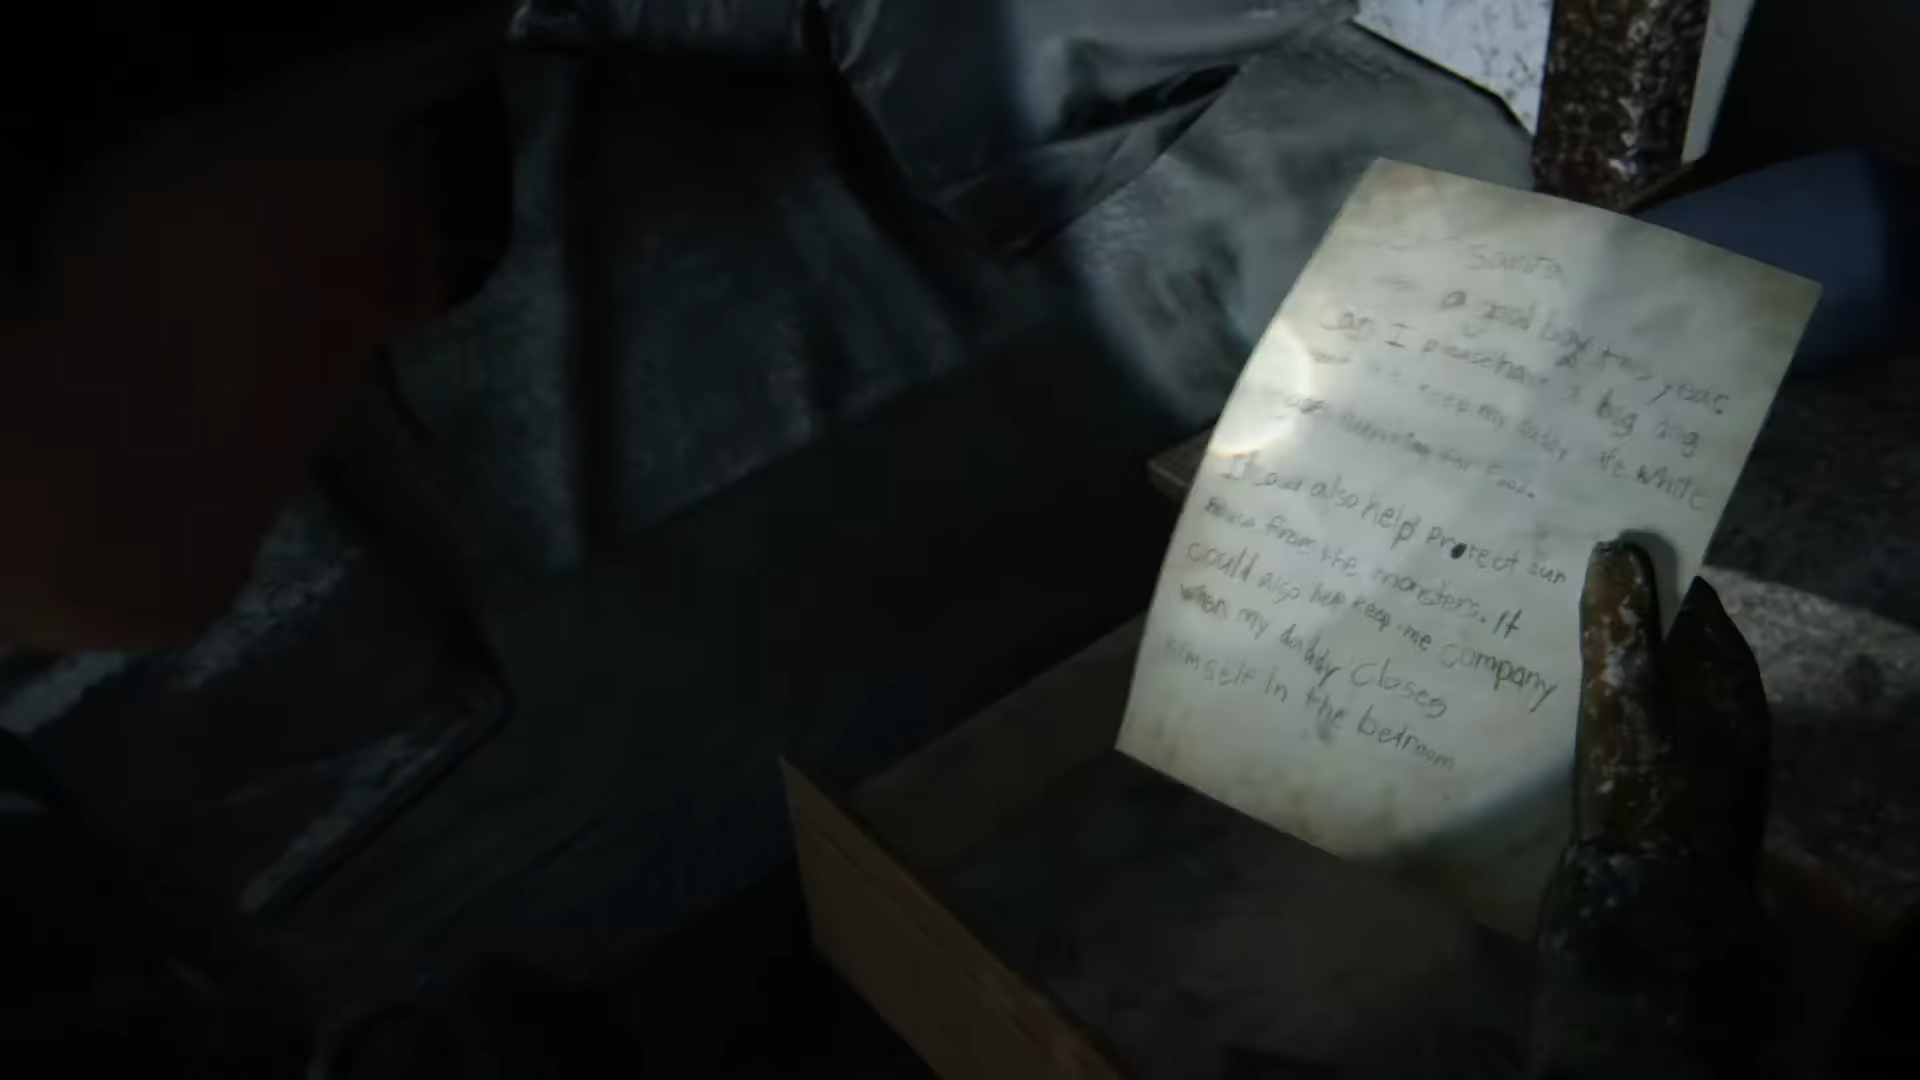 Santa
a good boy this year
can I please have a big dog
keep my daddy safe while
hunting for food.
It can also help protect our
house from the monsters. It
could also help keep me company
when my daddy closes
himself in the bedroom